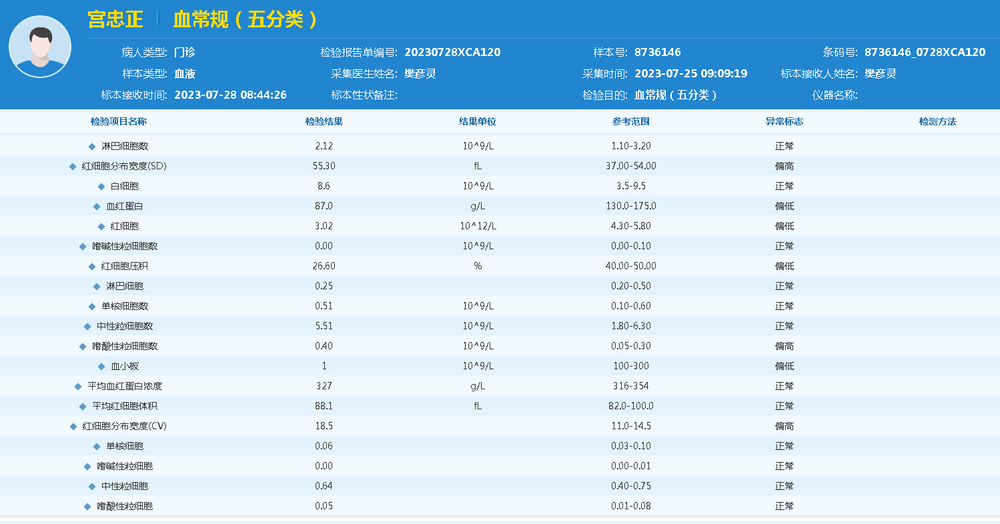 宫忠正 血常规（五分类）
病人类型: 门诊 检验报告单编号: 20230728XCA120 样本号: 8736146 条码号: 8736146_0728XCA120
样本类型: 血液 采集医生姓名: 樊彦灵 采集时间: 2023-07-25 09:09:19 标本接收人姓名: 樊彦灵
标本接收时间: 2023-07-28 08:44:26 标本性状备注: 检验目的: 血常规（五分类） 仪器名称:
检验项目名称 检验结果 结果单位 参考范围 异常标志 检测方法
淋巴细胞数 2.12 10^9/L 1.10-3.20 正常
红细胞分布宽度(SD) 55.30 fL 37.00-54.00 偏高
白细胞 8.6 10^9/L 3.5-9.5 正常
血红蛋白 87.0 g/L 130.0-175.0 偏低
红细胞 3.02 10^12/L 4.30-5.80 偏低
嗜碱性粒细胞数 0.00 10^9/L 0.00-0.10 正常
红细胞压积 26.60 % 40.00-50.00 偏低
淋巴细胞 0.25 0.20-0.50 正常
单核细胞数 0.51 10^9/L 0.10-0.60 正常
中性粒细胞数 5.51 10^9/L 1.80-6.30 正常
嗜酸性粒细胞数 0.40 10^9/L 0.05-0.30 偏高
血小板 1 10^9/L 100-300 偏低
平均血红蛋白浓度 327 g/L 316-354 正常
平均红细胞体积 88.1 fL 82.0-100.0 正常
红细胞分布宽度(CV) 18.5 11.0-14.5 偏高
单核细胞 0.06 0.03-0.10 正常
嗜碱性粒细胞 0.00 0.00-0.01 正常
中性粒细胞 0.64 0.40-0.75 正常
嗜酸性粒细胞 0.05 0.01-0.08 正常